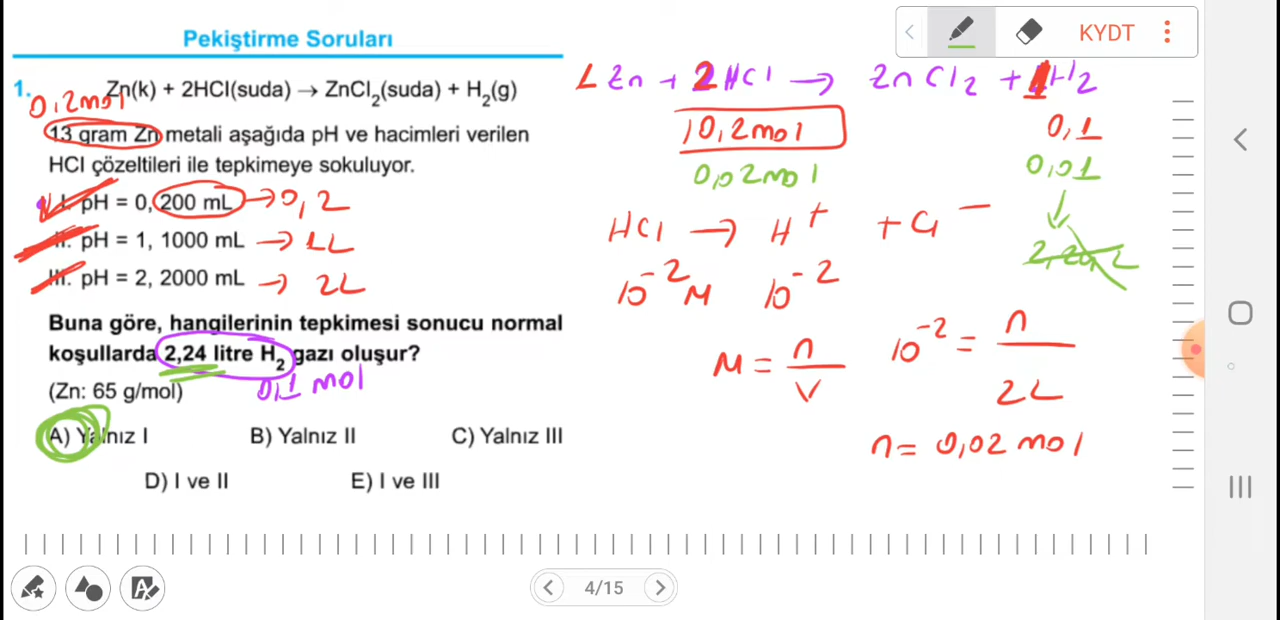 Pekiştirme Soruları
KYDT
1. Zn(k) + 2HCl(suda) → ZnCl₂(suda) + H₂(g)
0,2mol
13 gram Zn metali aşağıda pH ve hacimleri verilen
HCl çözeltileri ile tepkimeye sokuluyor.
pH = 0, 200 mL → 0,2
II. pH = 1, 1000 mL → 1L
III. pH = 2, 2000 mL → 2L
Buna göre, hangilerinin tepkimesi sonucu normal
koşullarda 2,24 litre H₂ gazı oluşur?
0,1 mol
(Zn: 65 g/mol)
A) Yalnız I B) Yalnız II C) Yalnız III
D) I ve II E) I ve III
1 Zn + 2HCl → ZnCl₂ + 1H₂
0,2mol 0,1
0,02mol 0,01
HCl → H⁺ + Cl⁻
10⁻²M 10⁻²
M = n/V 10⁻² = n/2L
n = 0,02 mol
4/15